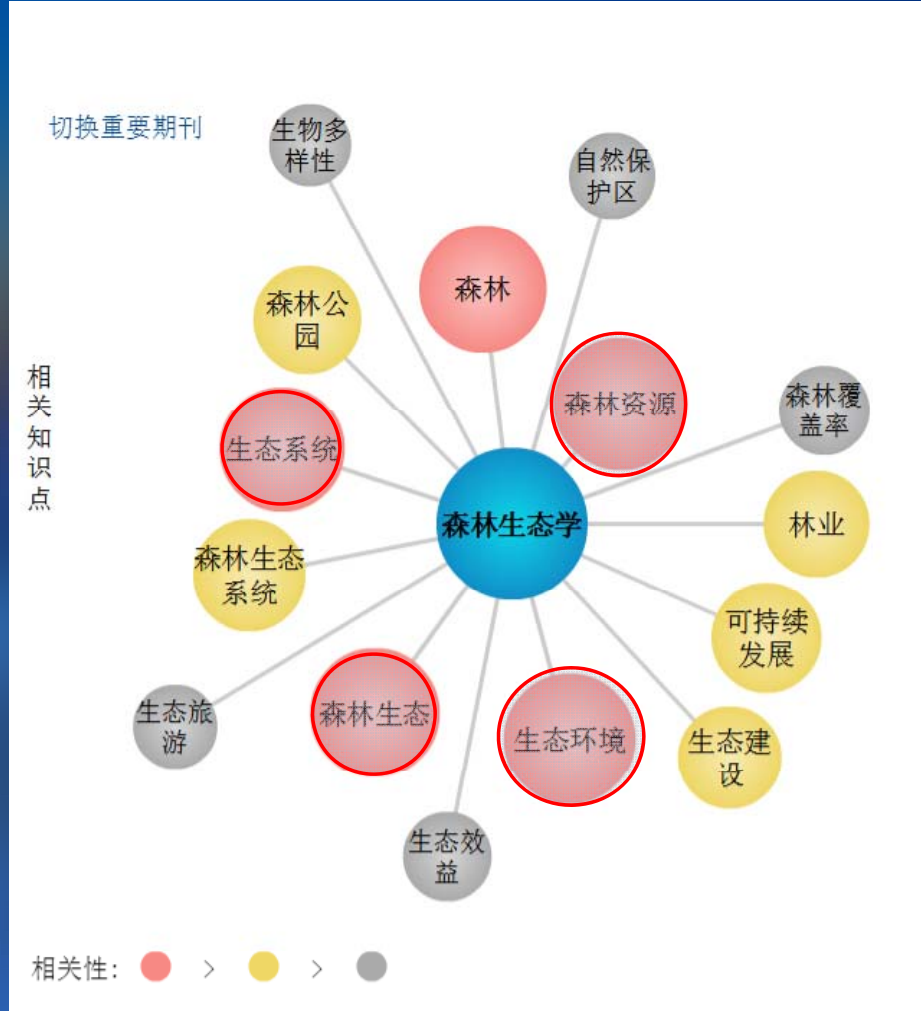 切换重要期刊
生物多
样性
自然保
护区
森林
森林公
园
相关知识点
森林资源
森林覆
盖率
生态系统
森林生态学
林业
森林生态
系统
可持续
发展
生态旅
游
森林生态
生态环境
生态建
设
生态效
益
相关性: > >